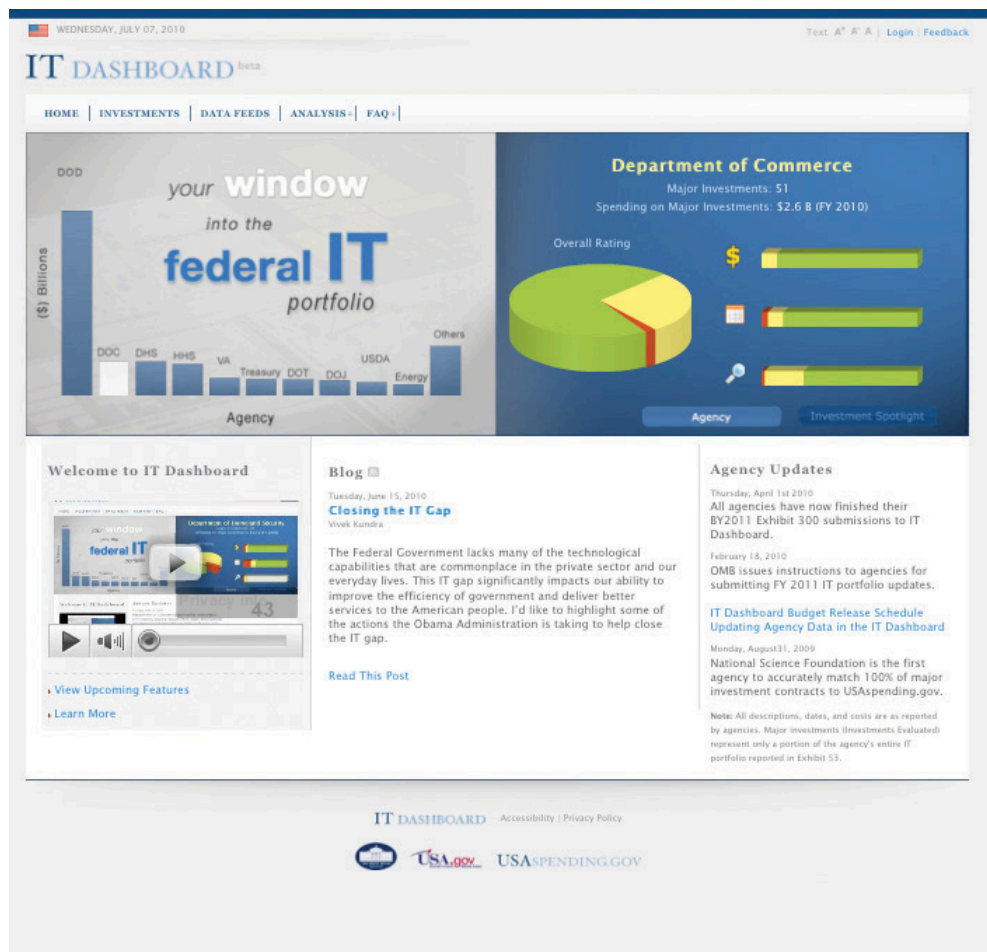 WEDNESDAY, JULY 07, 2010
Text A+ A- A | Login | Feedback
IT DASHBOARD beta
HOME | INVESTMENTS | DATA FEEDS | ANALYSIS | FAQ |
your window
into the
federal IT
portfolio
($) Billions
DOD
DOC
DHS
HHS
VA
Treasury
DOT
DOJ
USDA
Energy
Others
Agency
Department of Commerce
Major Investments: 51
Spending on Major Investments: $2.6 B (FY 2010)
Overall Rating
$
Agency
Investment Spotlight
Welcome to IT Dashboard
your window
federal IT
Department of Homeland Security
Privacy Info
43
View Upcoming Features
Learn More
Blog
Tuesday, June 15, 2010
Closing the IT Gap
Vivek Kundra
The Federal Government lacks many of the technological
capabilities that are commonplace in the private sector and our
everyday lives. This IT gap significantly impacts our ability to
improve the efficiency of government and deliver better
services to the American people. I'd like to highlight some of
the actions the Obama Administration is taking to help close
the IT gap.
Read This Post
Agency Updates
Thursday, April 1st 2010
All agencies have now finished their
BY2011 Exhibit 300 submissions to IT
Dashboard.
February 18, 2010
OMB issues instructions to agencies for
submitting FY 2011 IT portfolio updates.
IT Dashboard Budget Release Schedule
Updating Agency Data in the IT Dashboard
Monday, August31, 2009
National Science Foundation is the first
agency to accurately match 100% of major
investment contracts to USAspending.gov.
Note: All descriptions, dates, and costs are as reported
by agencies. Major investments (Investments Evaluated)
represent only a portion of the agency's entire IT
portfolio reported in Exhibit 53.
IT DASHBOARD Accessibility | Privacy Policy
USA.gov USASPENDING.GOV